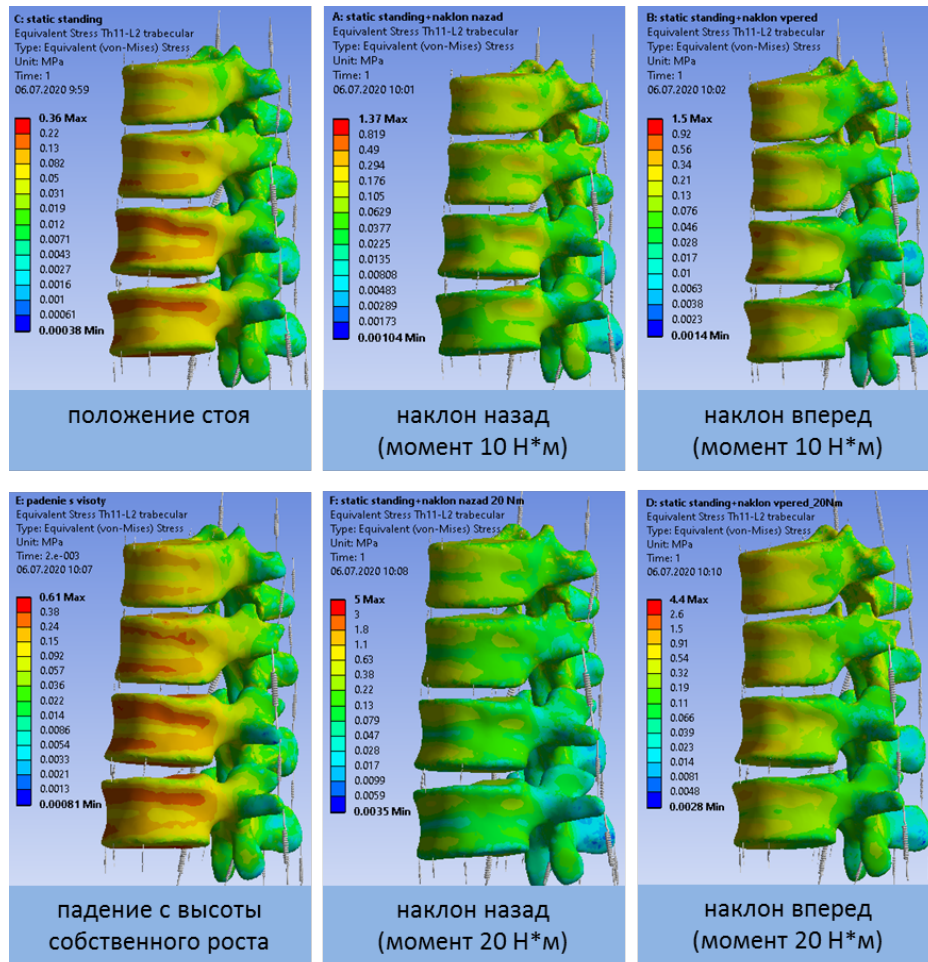 C: static standing
Equivalent Stress Th11-L2 trabecular
Type: Equivalent (von-Mises) Stress
Unit: MPa
Time: 1
06.07.2020 9:59
0.36 Max
0.22
0.13
0.082
0.05
0.031
0.019
0.012
0.0071
0.0043
0.0027
0.0016
0.001
0.00061
0.00038 Min
положение стоя
A: static standing+naklon nazad
Equivalent Stress Th11-L2 trabecular
Type: Equivalent (von-Mises) Stress
Unit: MPa
Time: 1
06.07.2020 10:01
1.37 Max
0.819
0.49
0.294
0.176
0.105
0.0629
0.0377
0.0225
0.0135
0.00808
0.00483
0.00289
0.00173
0.00104 Min
наклон назад
(момент 10 Н*м)
B: static standing+naklon vpered
Equivalent Stress Th11-L2 trabecular
Type: Equivalent (von-Mises) Stress
Unit: MPa
Time: 1
06.07.2020 10:02
1.5 Max
0.92
0.56
0.34
0.21
0.13
0.076
0.046
0.028
0.017
0.01
0.0063
0.0038
0.0023
0.0014 Min
наклон вперед
(момент 10 Н*м)
E: padenie s visoty
Equivalent Stress Th11-L2 trabecular
Type: Equivalent (von-Mises) Stress
Unit: MPa
Time: 2.e-003
06.07.2020 10:07
0.61 Max
0.38
0.24
0.15
0.092
0.057
0.036
0.022
0.014
0.0086
0.0054
0.0033
0.0021
0.0013
0.00081 Min
падение с высоты
собственного роста
F: static standing+naklon nazad 20 Nm
Equivalent Stress Th11-L2 trabecular
Type: Equivalent (von-Mises) Stress
Unit: MPa
Time: 1
06.07.2020 10:08
5 Max
3
1.8
1.1
0.63
0.38
0.22
0.13
0.079
0.047
0.028
0.017
0.0099
0.0059
0.0035 Min
наклон назад
(момент 20 Н*м)
D: static standing+naklon vpered_20Nm
Equivalent Stress Th11-L2 trabecular
Type: Equivalent (von-Mises) Stress
Unit: MPa
Time: 1
06.07.2020 10:10
4.4 Max
2.6
1.5
0.91
0.54
0.32
0.19
0.11
0.066
0.039
0.023
0.014
0.0081
0.0048
0.0028 Min
наклон вперед
(момент 20 Н*м)